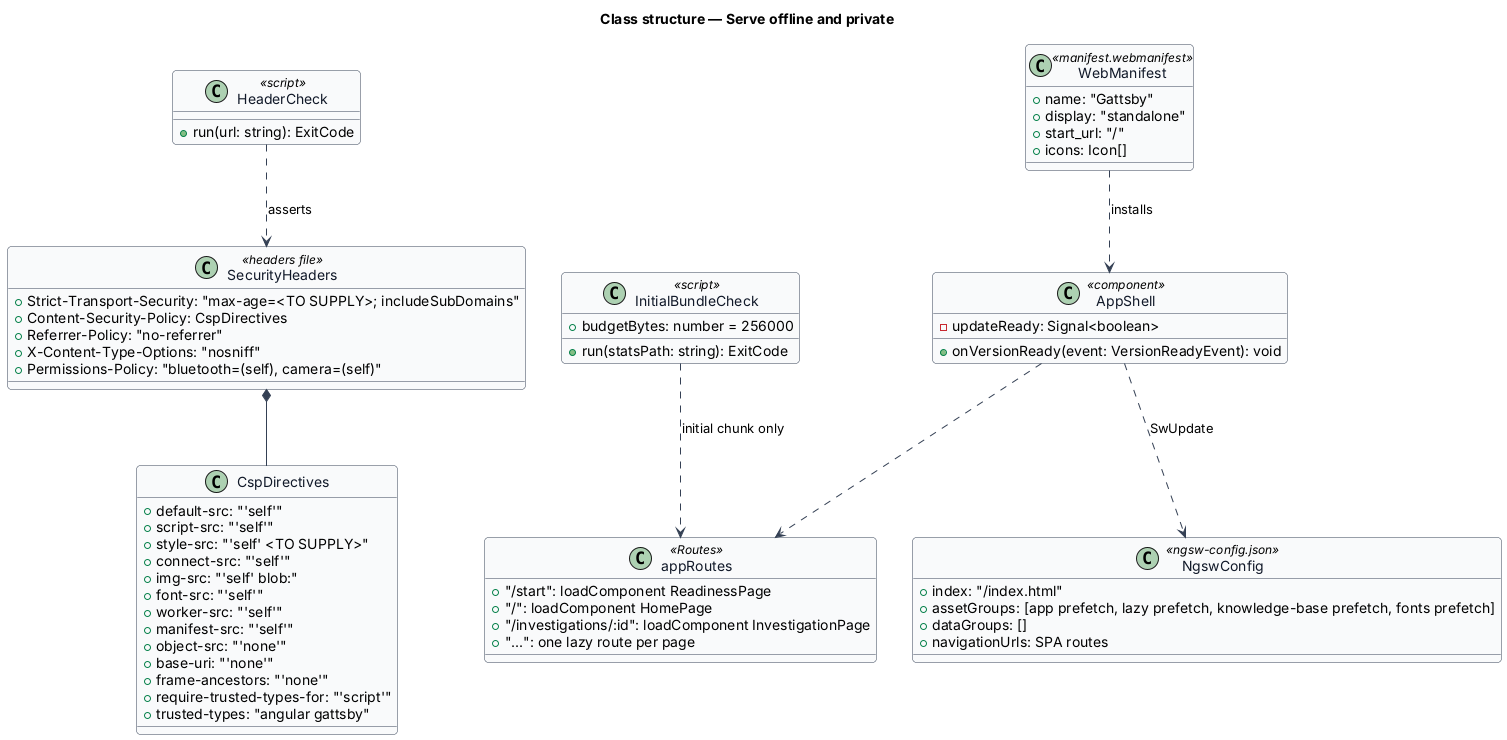 Class structure — Serve offline and private
C
«script»
HeaderCheck
run(url: string): ExitCode
C
«manifest.webmanifest»
WebManifest
name: "Gattsby"
display: "standalone"
start_url: "/"
icons: Icon[]
asserts
installs
C
«headers file»
SecurityHeaders
Strict-Transport-Security: "max-age=<TO SUPPLY>; includeSubDomains"
Content-Security-Policy: CspDirectives
Referrer-Policy: "no-referrer"
X-Content-Type-Options: "nosniff"
Permissions-Policy: "bluetooth=(self), camera=(self)"
C
«script»
InitialBundleCheck
budgetBytes: number = 256000
run(statsPath: string): ExitCode
C
«component»
AppShell
updateReady: Signal<boolean>
onVersionReady(event: VersionReadyEvent): void
initial chunk only
SwUpdate
C
CspDirectives
default-src: "'self'"
script-src: "'self'"
style-src: "'self' <TO SUPPLY>"
connect-src: "'self'"
img-src: "'self' blob:"
font-src: "'self'"
worker-src: "'self'"
manifest-src: "'self'"
object-src: "'none'"
base-uri: "'none'"
frame-ancestors: "'none'"
require-trusted-types-for: "'script'"
trusted-types: "angular gattsby"
C
«Routes»
appRoutes
"/start": loadComponent ReadinessPage
"/": loadComponent HomePage
"/investigations/:id": loadComponent InvestigationPage
"...": one lazy route per page
C
«ngsw-config.json»
NgswConfig
index: "/index.html"
assetGroups: [app prefetch, lazy prefetch, knowledge-base prefetch, fonts prefetch]
dataGroups: []
navigationUrls: SPA routes